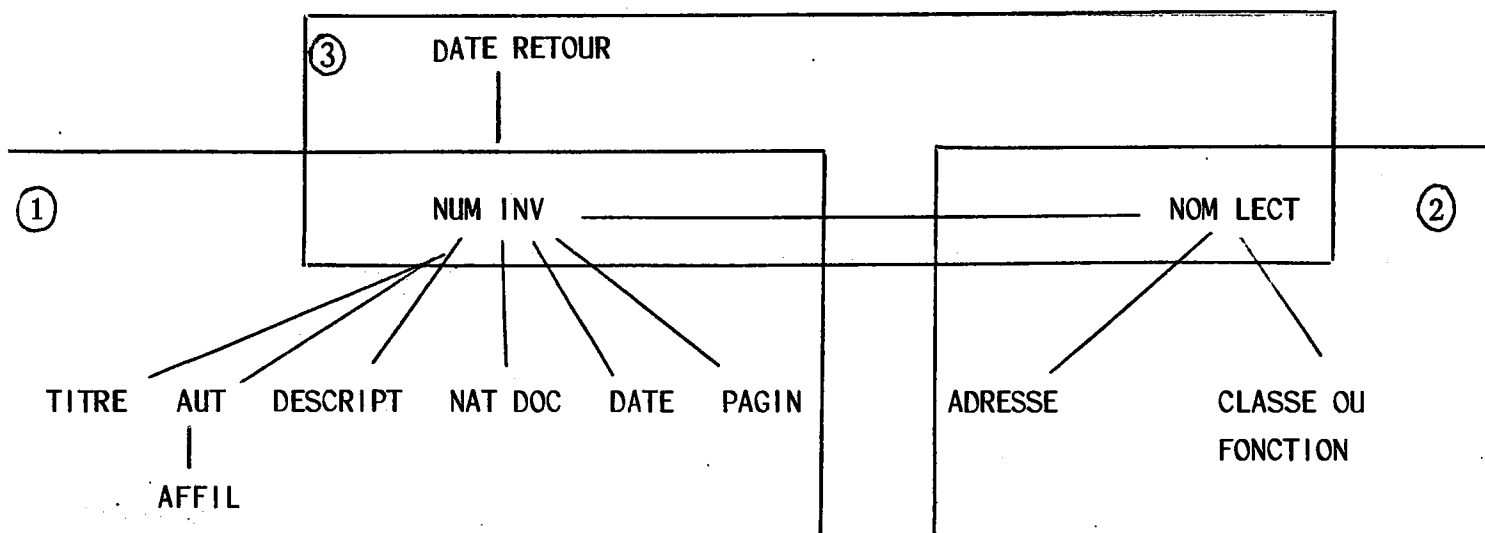 ③ DATE RETOUR
① NUM INV NOM LECT ②
TITRE AUT DESCRIPT NAT DOC DATE PAGIN ADRESSE CLASSE OU
FONCTION
AFFIL